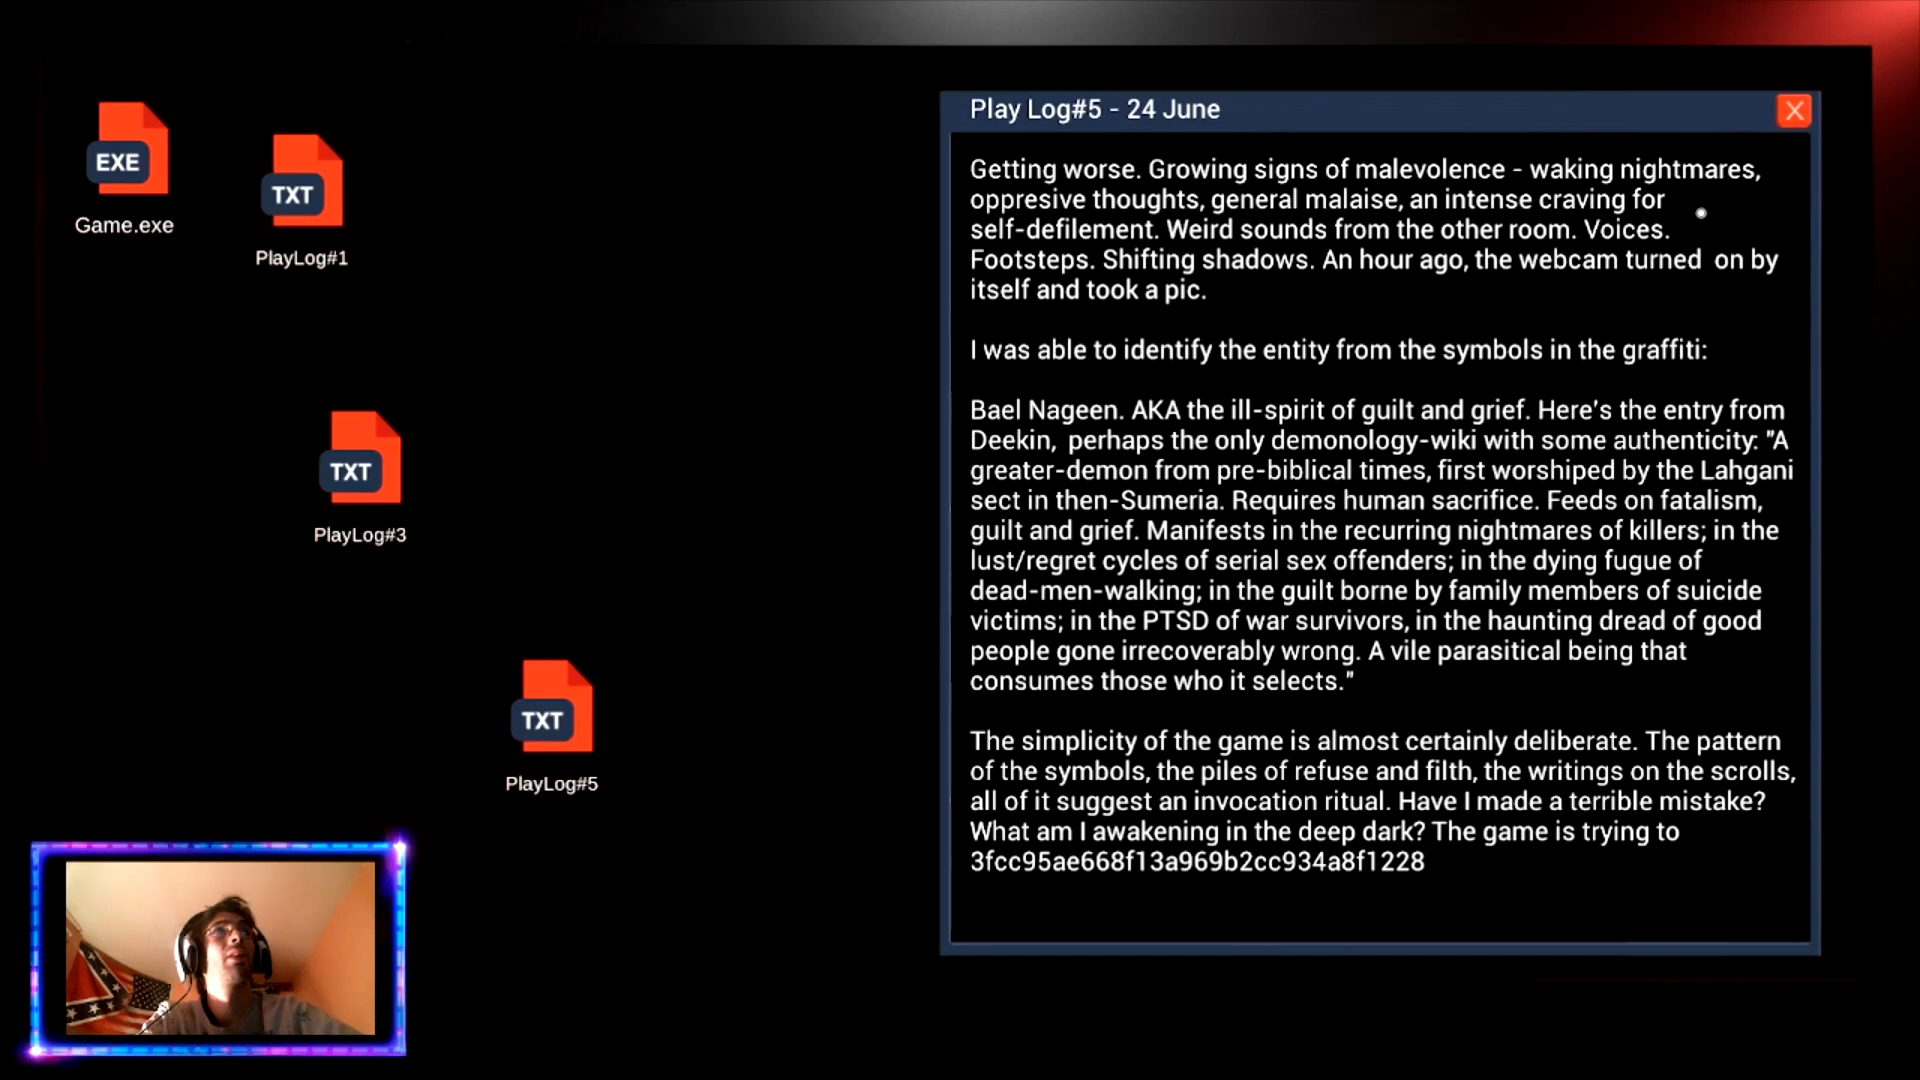 EXE
Game.exe
TXT
PlayLog#1
TXT
PlayLog#3
TXT
PlayLog#5
Play Log#5 - 24 June
X
Getting worse. Growing signs of malevolence - waking nightmares,
oppresive thoughts, general malaise, an intense craving for
self-defilement. Weird sounds from the other room. Voices.
Footsteps. Shifting shadows. An hour ago, the webcam turned  on by
itself and took a pic.
I was able to identify the entity from the symbols in the graffiti:
Bael Nageen. AKA the ill-spirit of guilt and grief. Here's the entry from
Deekin,  perhaps the only demonology-wiki with some authenticity: "A
greater-demon from pre-biblical times, first worshiped by the Lahgani
sect in then-Sumeria. Requires human sacrifice. Feeds on fatalism,
guilt and grief. Manifests in the recurring nightmares of killers; in the
lust/regret cycles of serial sex offenders; in the dying fugue of
dead-men-walking; in the guilt borne by family members of suicide
victims; in the PTSD of war survivors, in the haunting dread of good
people gone irrecoverably wrong. A vile parasitical being that
consumes those who it selects."
The simplicity of the game is almost certainly deliberate. The pattern
of the symbols, the piles of refuse and filth, the writings on the scrolls,
all of it suggest an invocation ritual. Have I made a terrible mistake?
What am I awakening in the deep dark? The game is trying to
3fcc95ae668f13a969b2cc934a8f1228